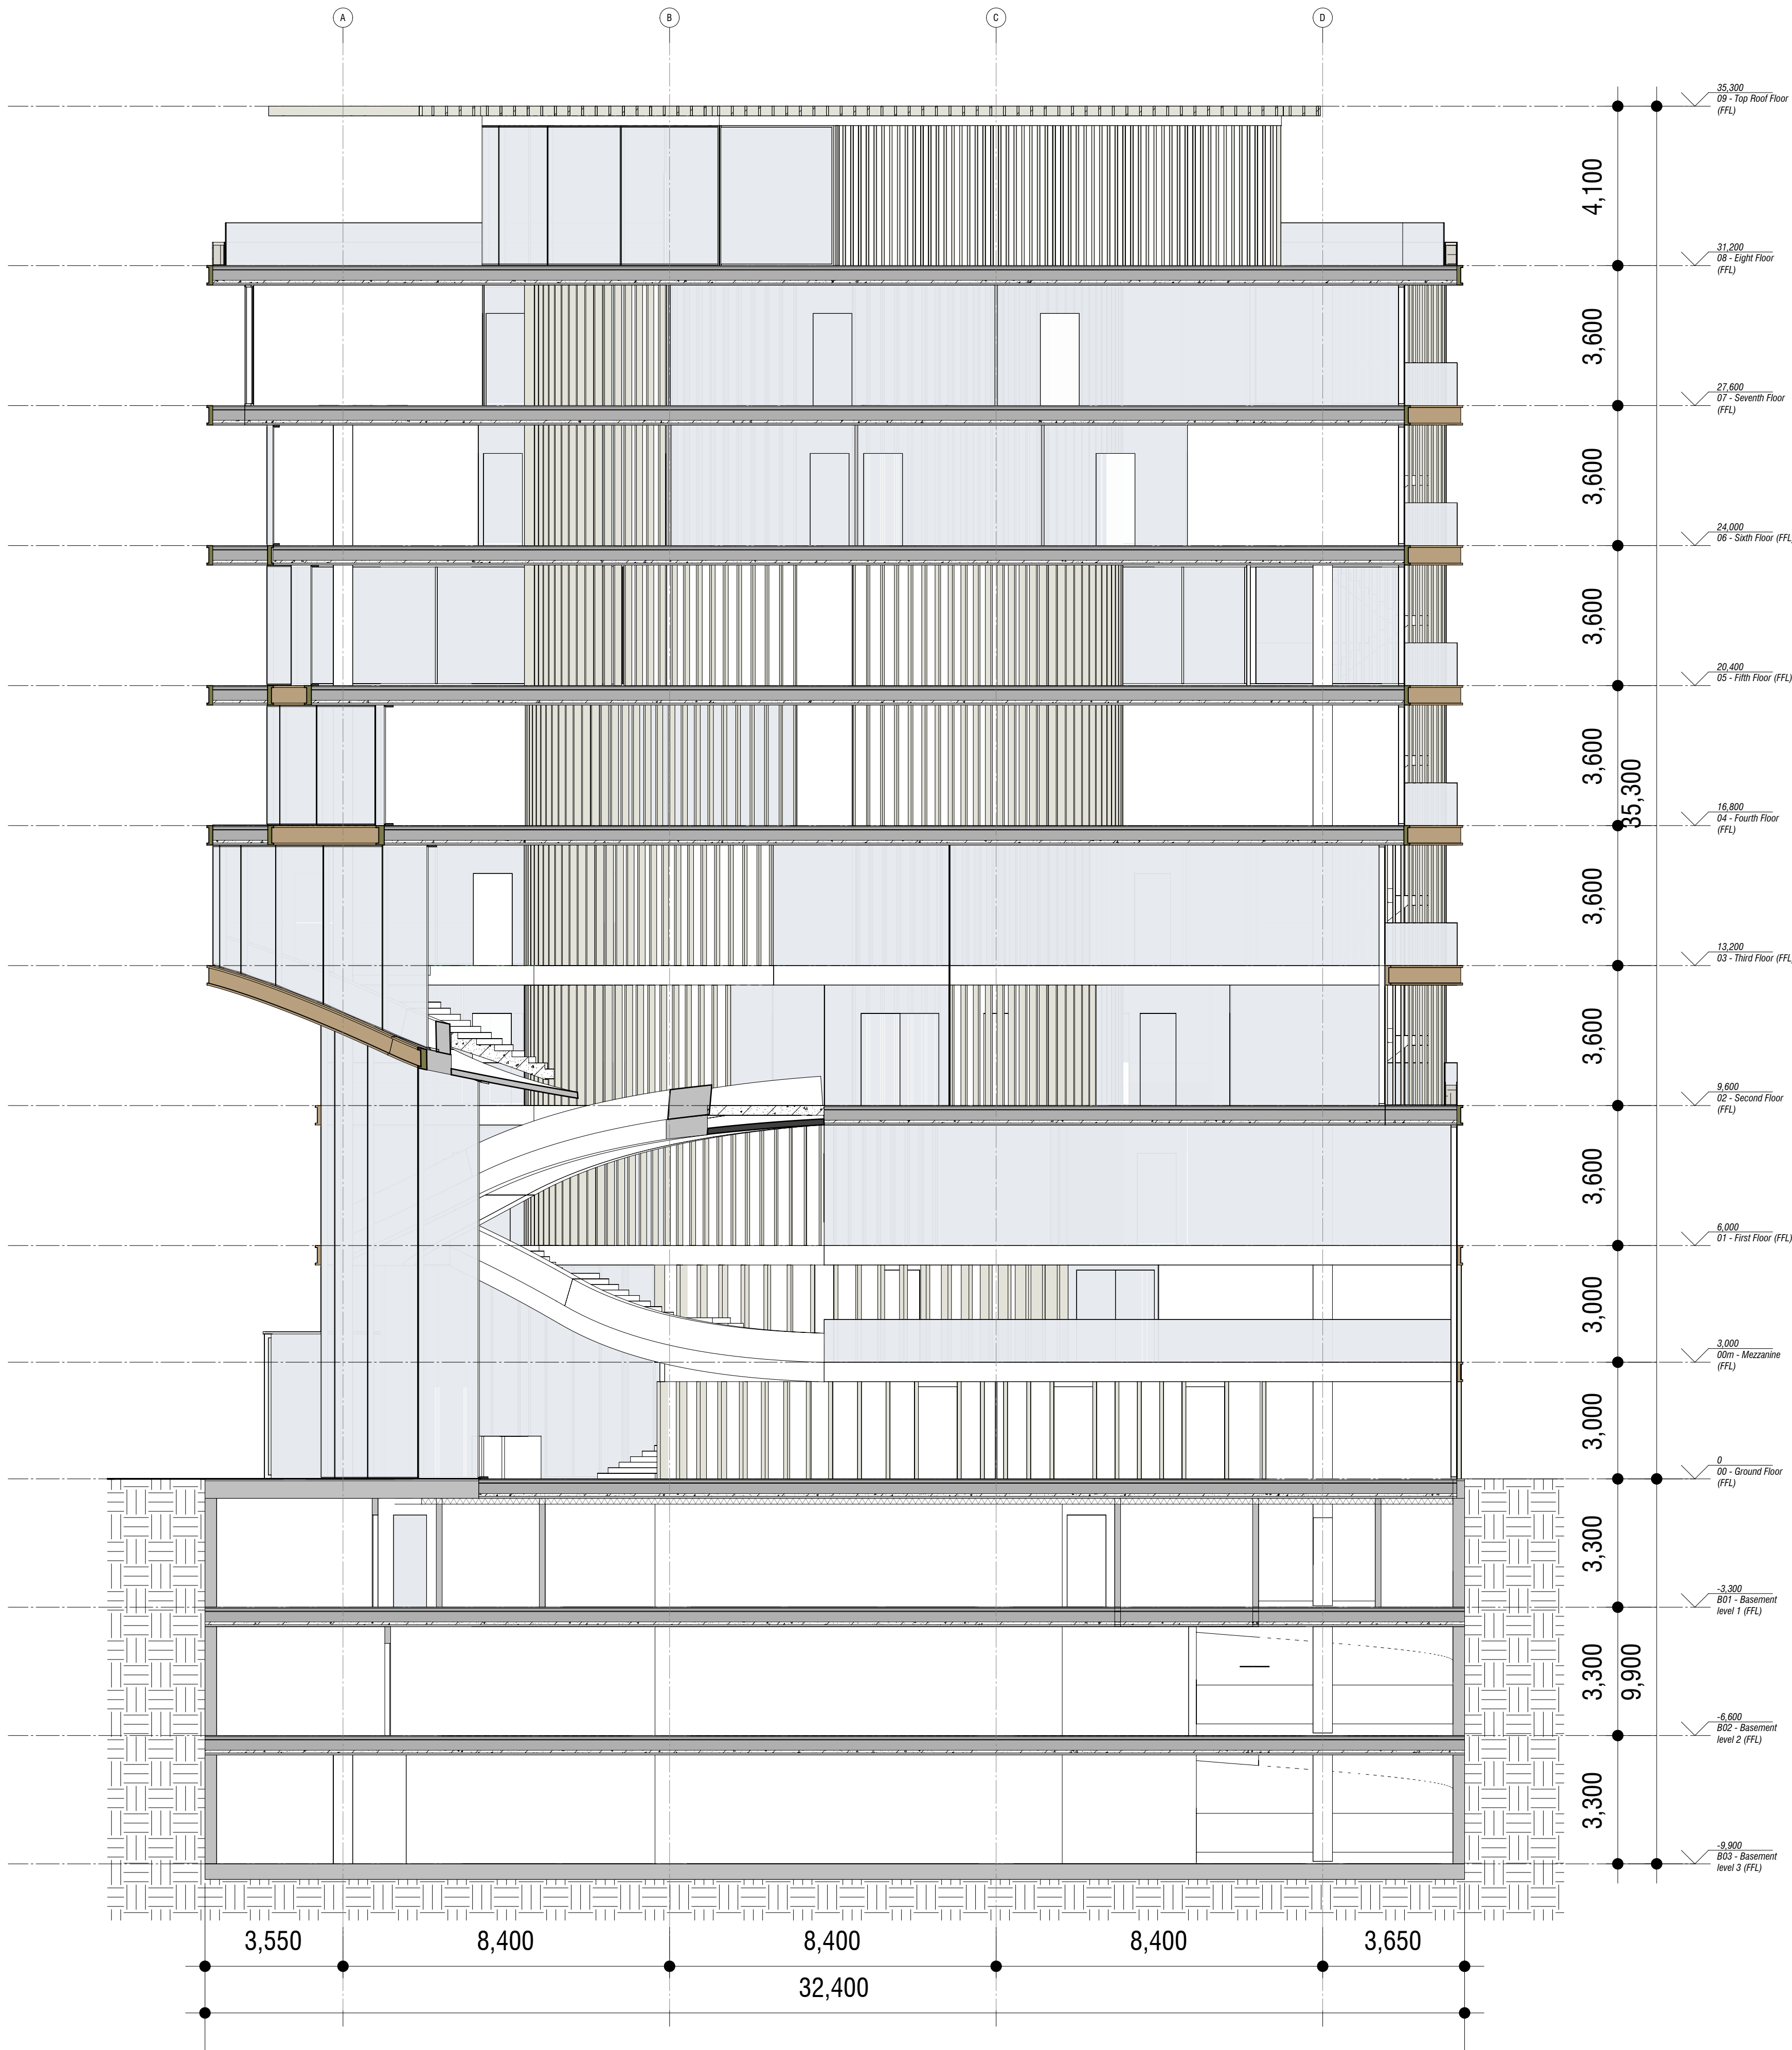 A
B
C
D
35,300
09 - Top Roof Floor
(FFL)
4,100
31,200
08 - Eight Floor
(FFL)
3,600
27,600
07 - Seventh Floor
(FFL)
3,600
24,000
06 - Sixth Floor (FFL)
3,600
20,400
05 - Fifth Floor (FFL)
3,600
35,300
16,800
04 - Fourth Floor
(FFL)
3,600
13,200
03 - Third Floor (FFL)
3,600
9,600
02 - Second Floor
(FFL)
3,600
6,000
01 - First Floor (FFL)
3,000
3,000
00m - Mezzanine
(FFL)
3,000
0
00 - Ground Floor
(FFL)
3,300
-3,300
B01 - Basement
level 1 (FFL)
3,300
9,900
-6,600
B02 - Basement
level 2 (FFL)
3,300
-9,900
B03 - Basement
level 3 (FFL)
3,550
8,400
8,400
8,400
3,650
32,400